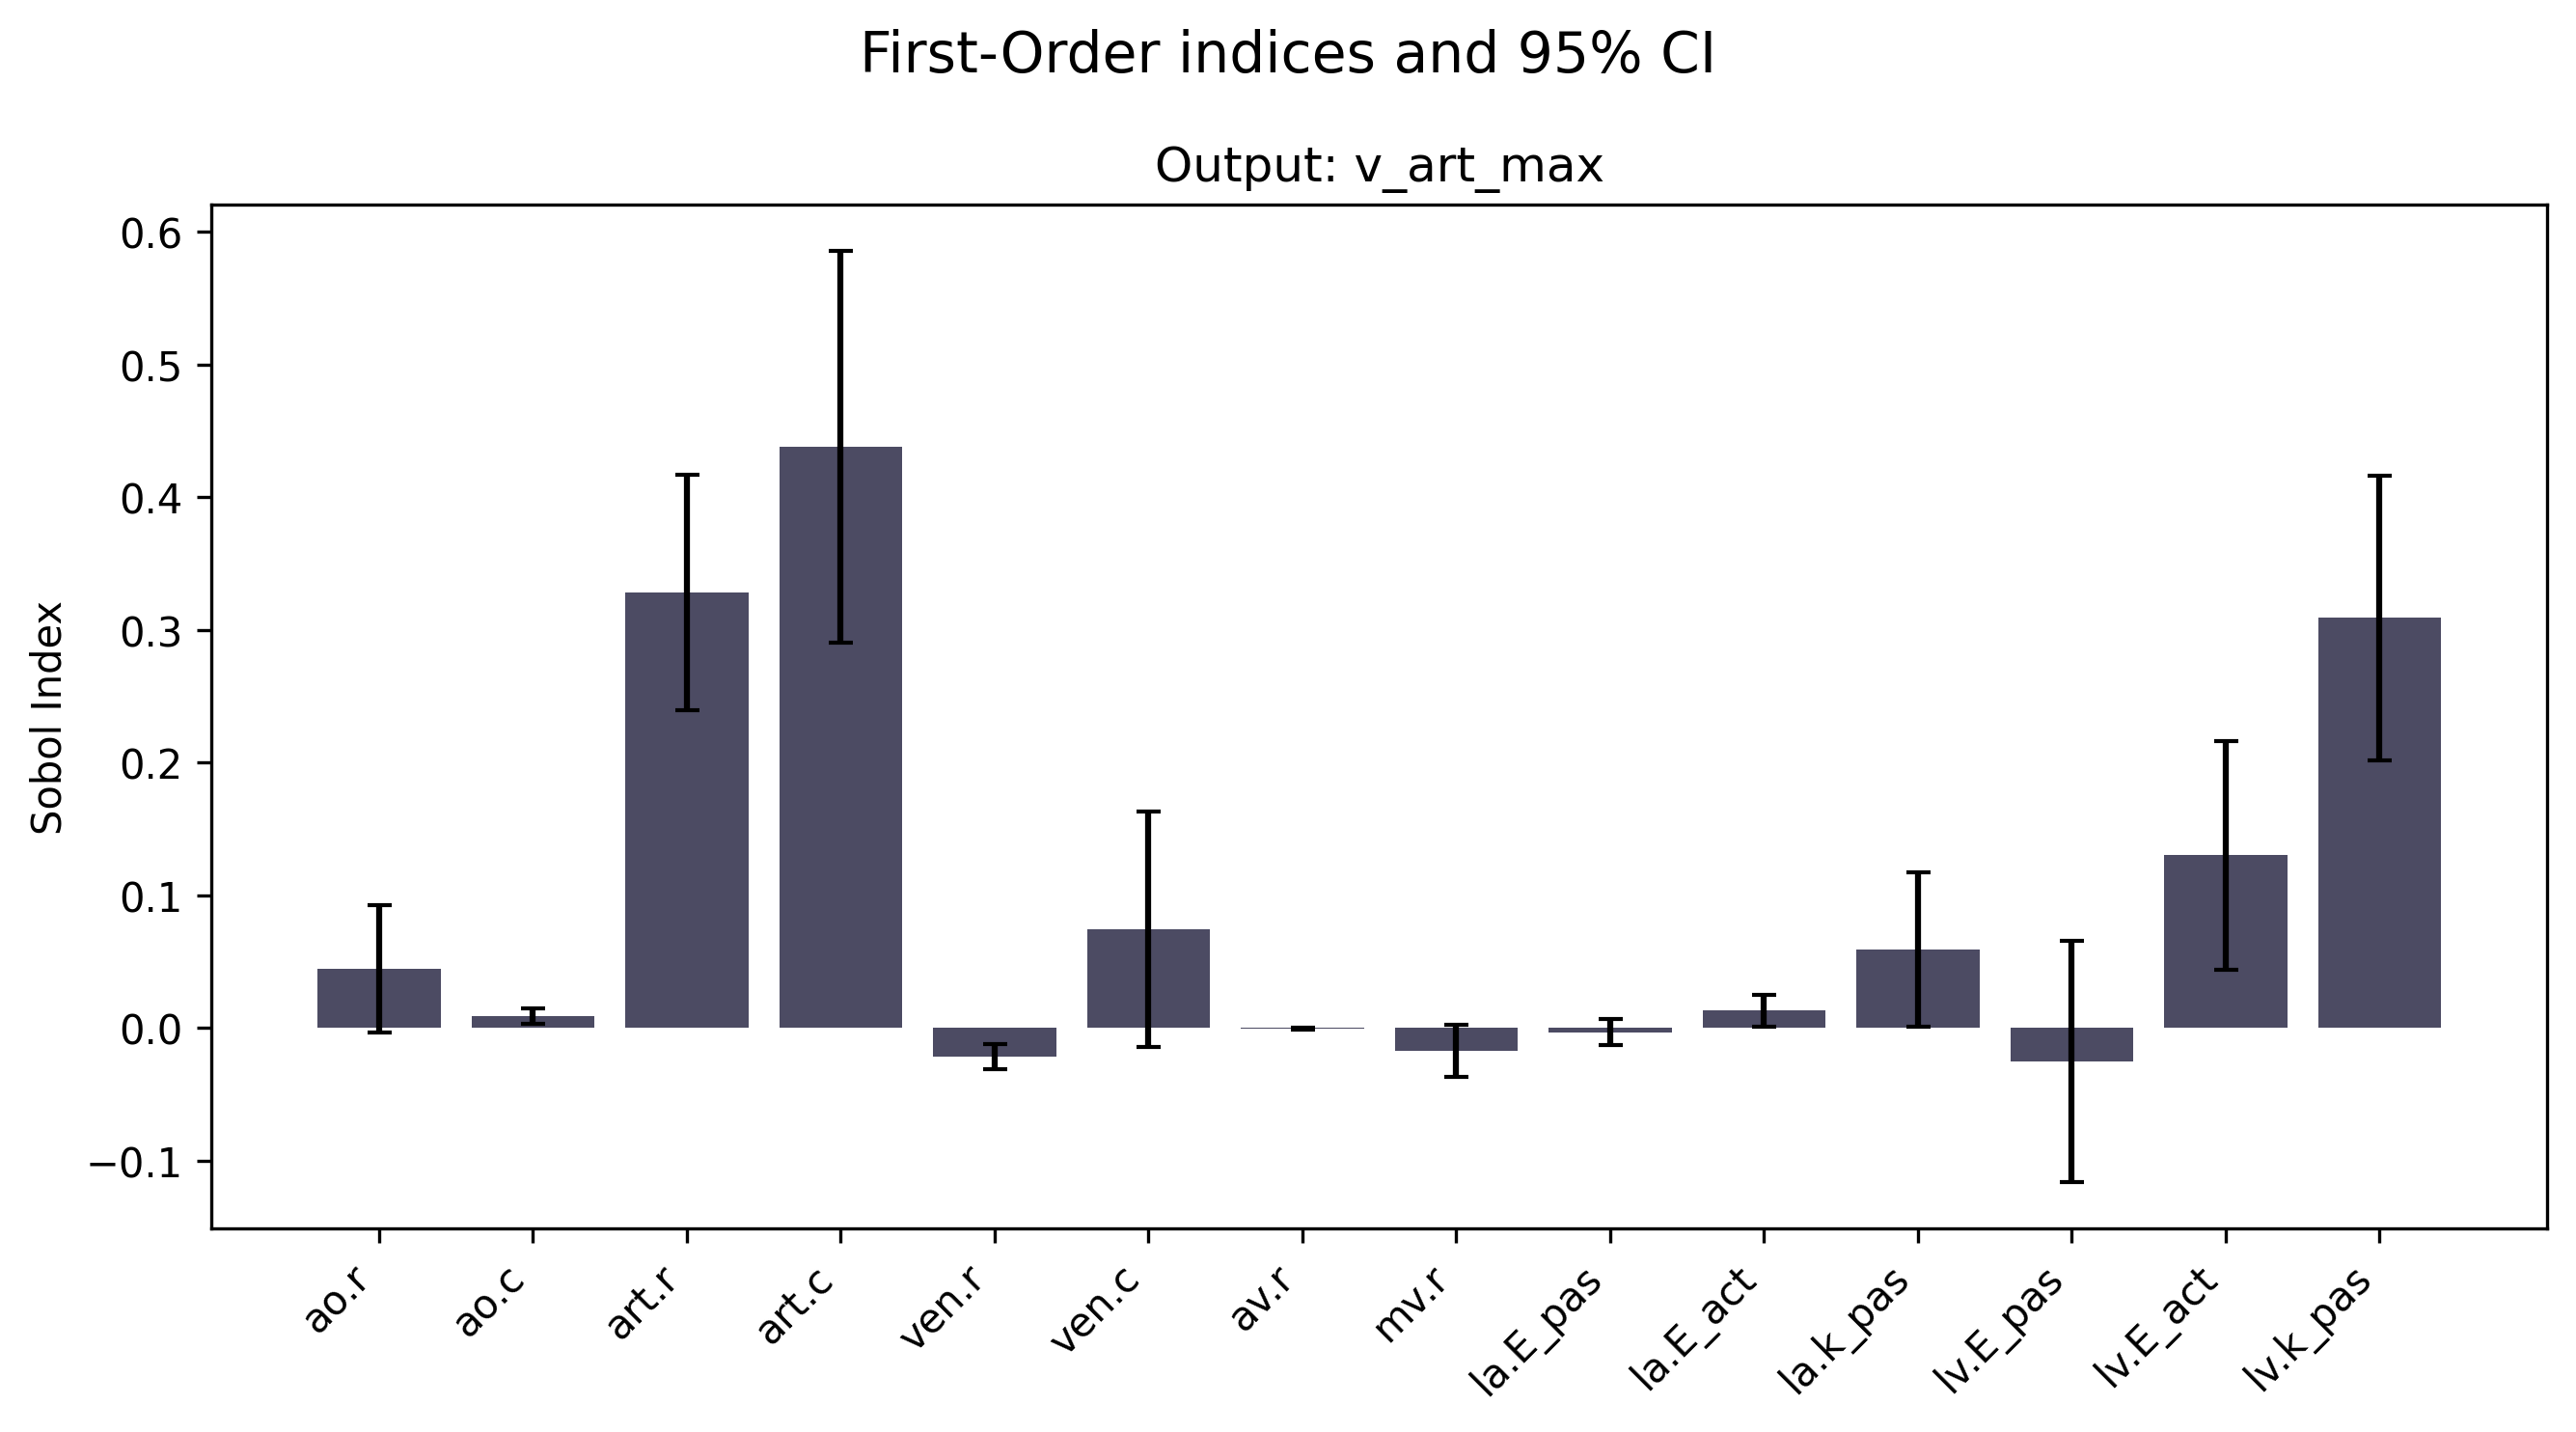 First-Order indices and 95% CI
Output: v_art_max
Sobol Index
0.6
0.5
0.4
0.3
0.2
0.1
0.0
−0.1
ao.r
ao.c
art.r
art.c
ven.r
ven.c
av.r
mv.r
la.E_pas
la.E_act
la.k_pas
lv.E_pas
lv.E_act
lv.k_pas